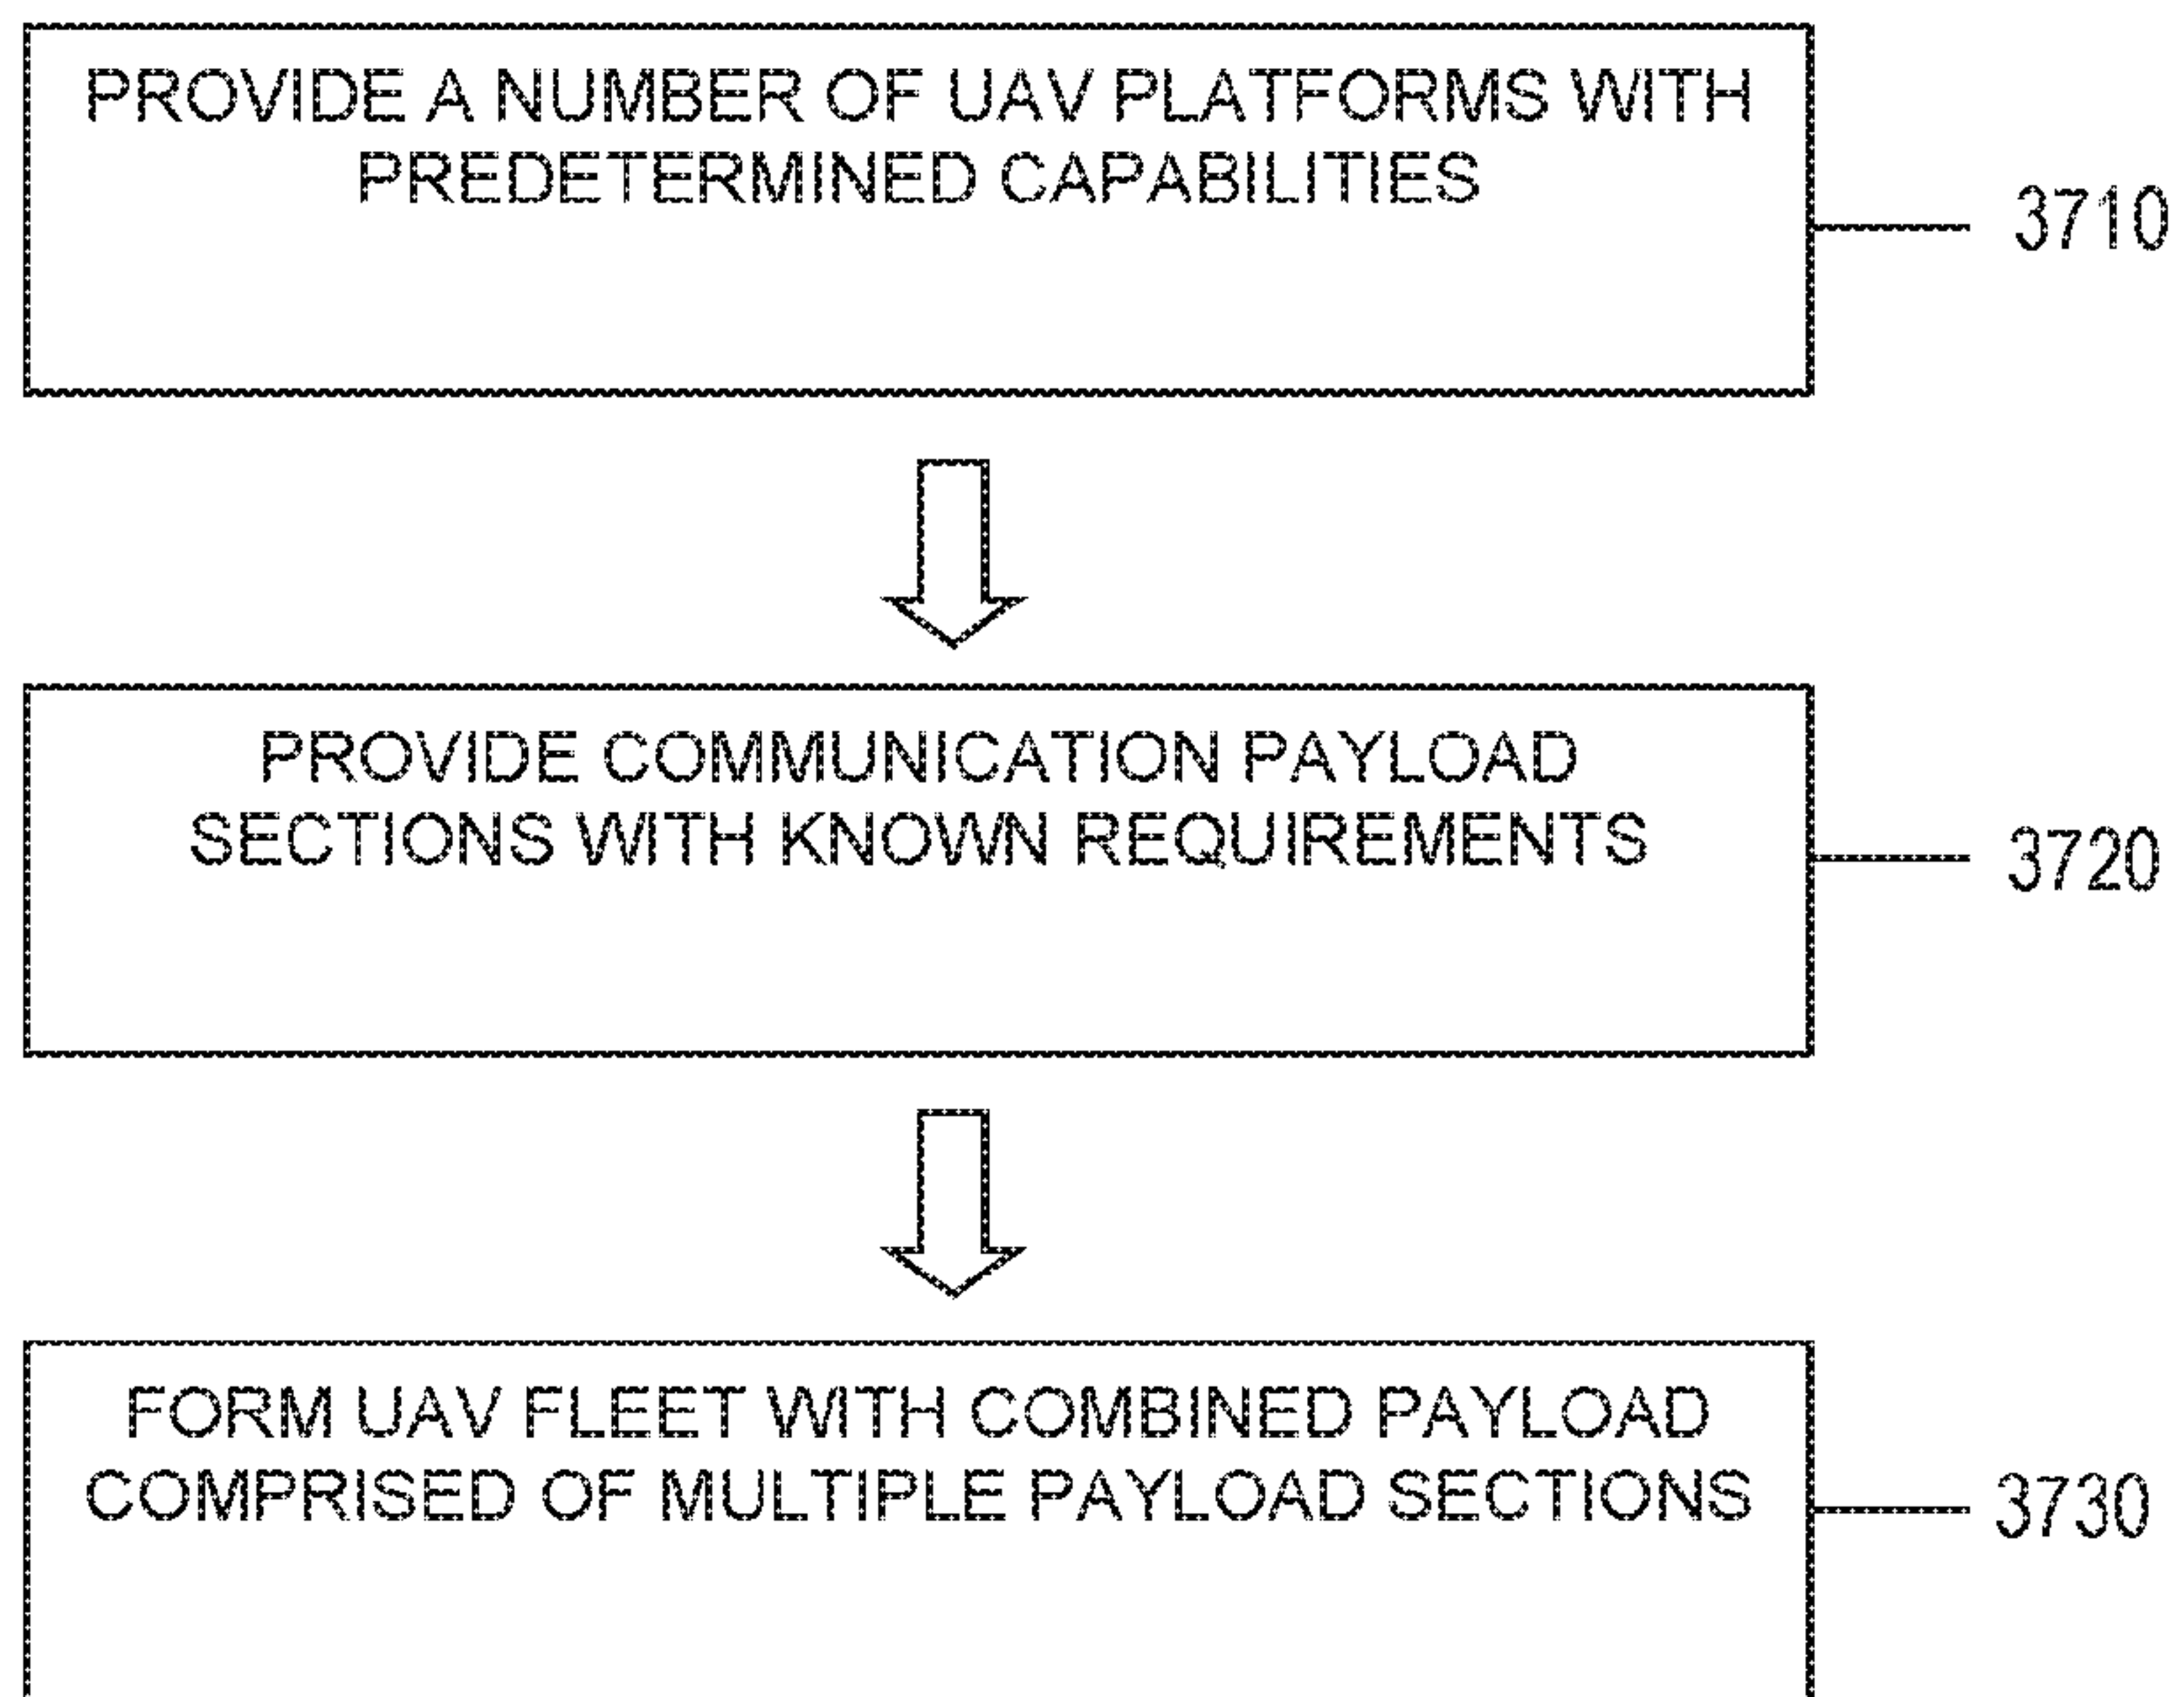 PROVIDE A NUMBER OF UAV PLATFORMS WITH
PREDETERMINED CAPABILITIES
3710
PROVIDE COMMUNICATION PAYLOAD
SECTIONS WITH KNOWN REQUIREMENTS
3720
FORM UAV FLEET WITH COMBINED PAYLOAD
COMPRISED OF MULTIPLE PAYLOAD SECTIONS
3730